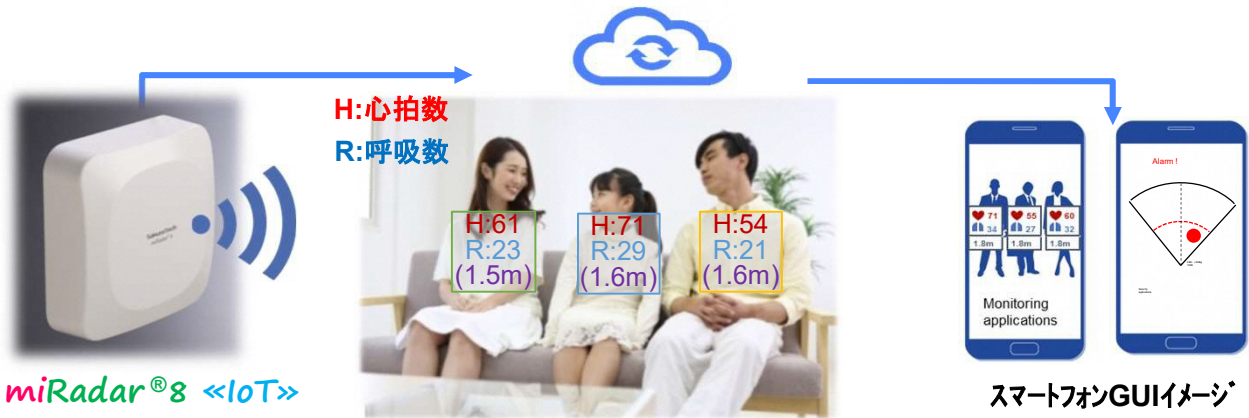 H:心拍数
R:呼吸数
H:61
R:23
(1.5m)
H:71
R:29
(1.6m)
H:54
R:21
(1.6m)
71
34
1.8m
55
27
1.8m
60
32
1.8m
Monitoring
applications
Alarm !
miRadar®8 «IoT»
スマートフォンGUIイメージ